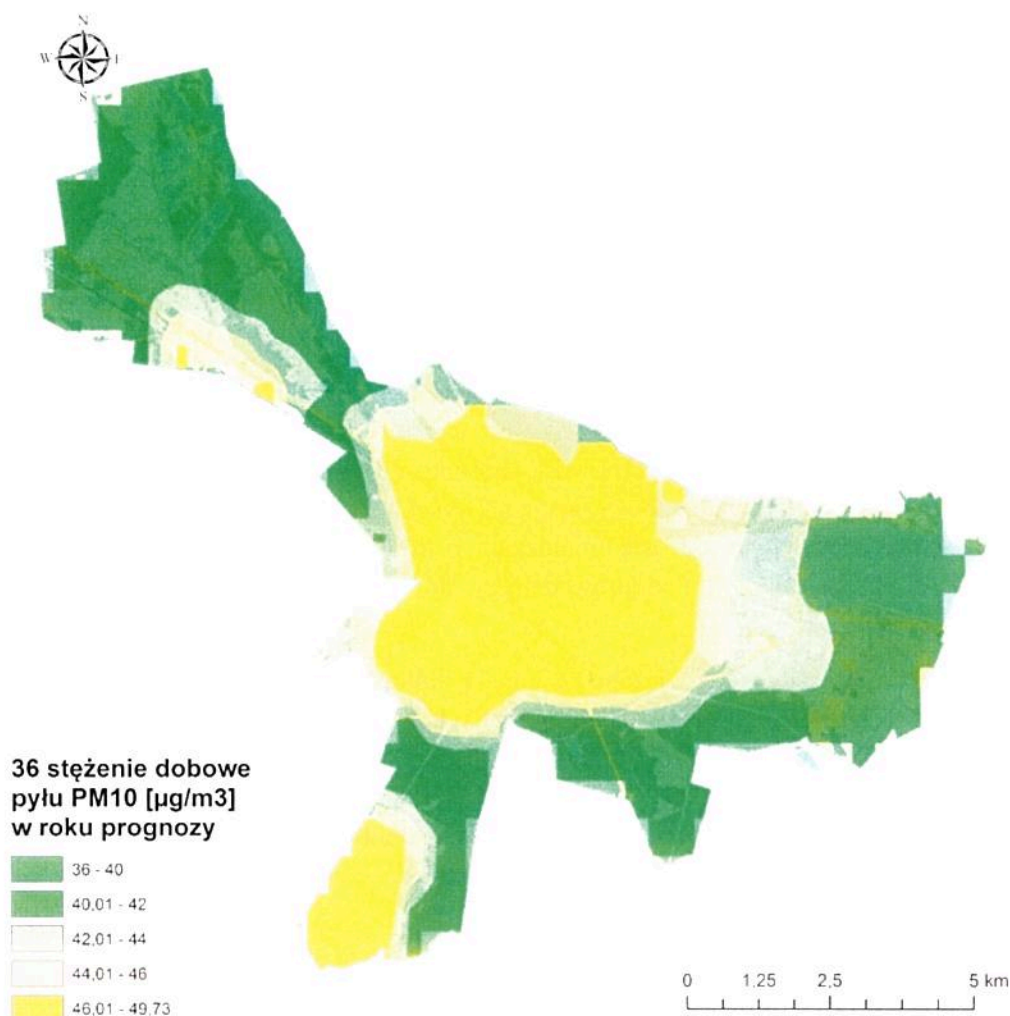 N
W
S
36 stężenie dobowe
pyłu PM10 [µg/m3]
w roku prognozy
36 - 40
40,01 - 42
42,01 - 44
44,01 - 46
46,01 - 49,73
0 1,25 2,5 5 km